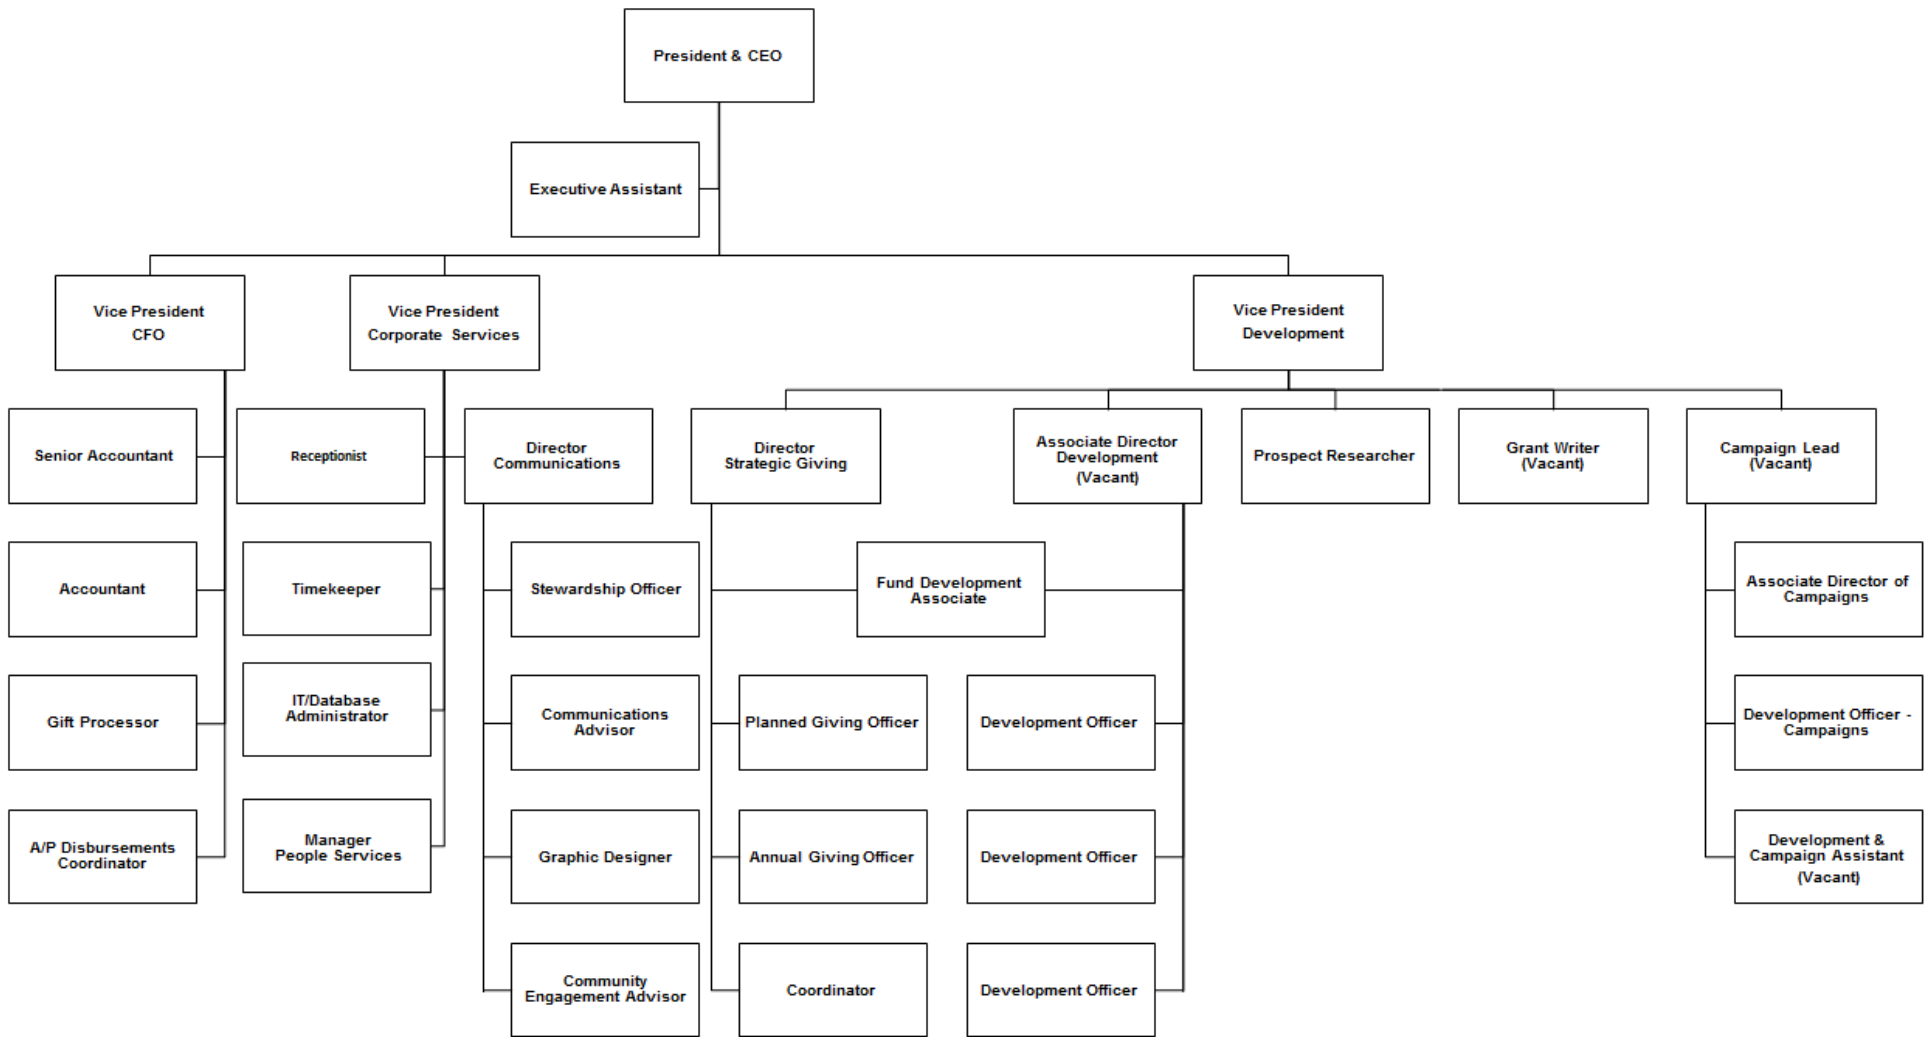 President & CEO
Executive Assistant
Vice President
CFO
Vice President
Corporate Services
Vice President
Development
Senior Accountant
Receptionist
Director
Communications
Director
Strategic Giving
Associate Director
Development
(Vacant)
Prospect Researcher
Grant Writer
(Vacant)
Campaign Lead
(Vacant)
Accountant
Timekeeper
Stewardship Officer
Fund Development
Associate
Associate Director of
Campaigns
Gift Processor
IT/Database
Administrator
Communications
Advisor
Planned Giving Officer
Development Officer
Development Officer -
Campaigns
A/P Disbursements
Coordinator
Manager
People Services
Graphic Designer
Annual Giving Officer
Development Officer
Development &
Campaign Assistant
(Vacant)
Community
Engagement Advisor
Coordinator
Development Officer